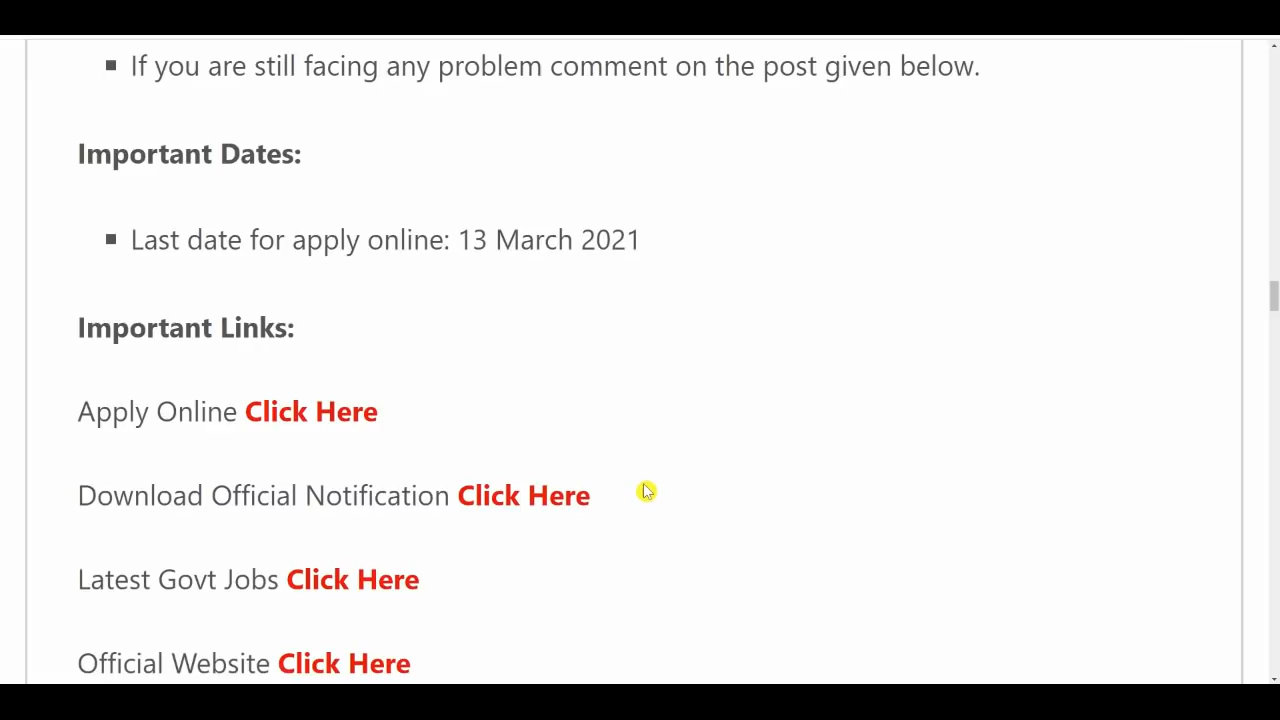 ▪ If you are still facing any problem comment on the post given below.
Important Dates:
▪ Last date for apply online: 13 March 2021
Important Links:
Apply Online Click Here
Download Official Notification Click Here
Latest Govt Jobs Click Here
Official Website Click Here